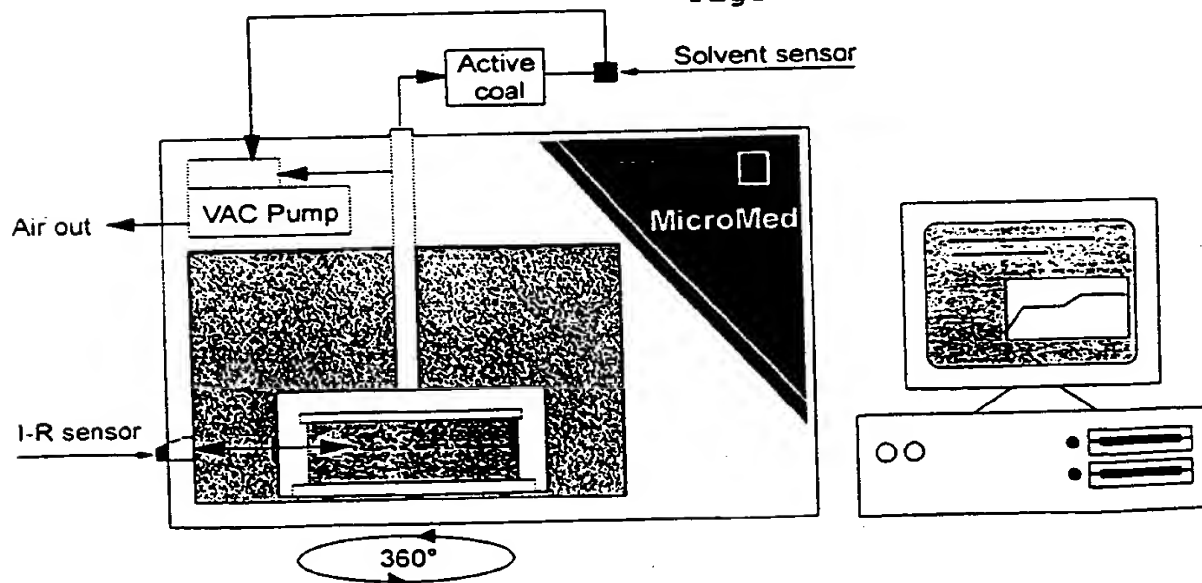 Solvent sensor
Active
coal
VAC Pump
Air out
MicroMed
I-R sensor
360°